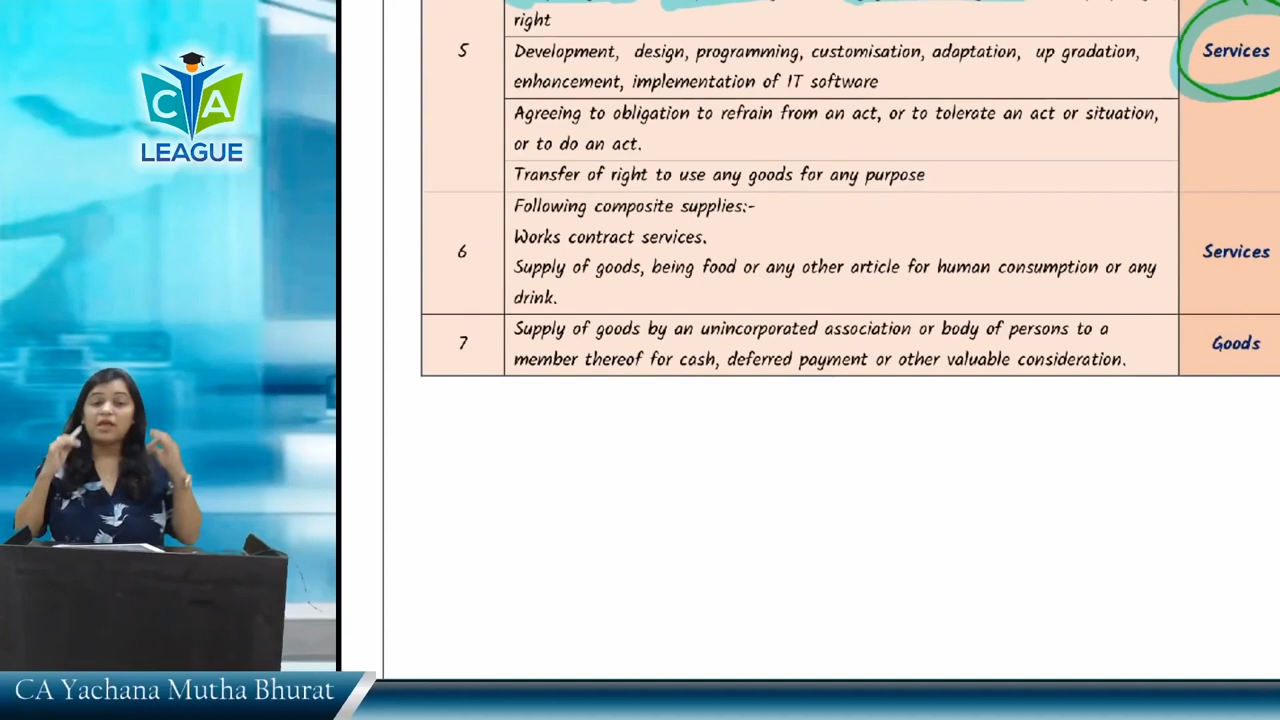 CA
LEAGUE
right
5
Development, design, programming, customisation, adaptation, up gradation,
enhancement, implementation of IT software
Services
Agreeing to obligation to refrain from an act, or to tolerate an act or situation,
or to do an act.
Transfer of right to use any goods for any purpose
6
Following composite supplies:-
Works contract services.
Supply of goods, being food or any other article for human consumption or any
drink.
Services
7
Supply of goods by an unincorporated association or body of persons to a
member thereof for cash, deferred payment or other valuable consideration.
Goods
CA Yachana Mutha Bhurat